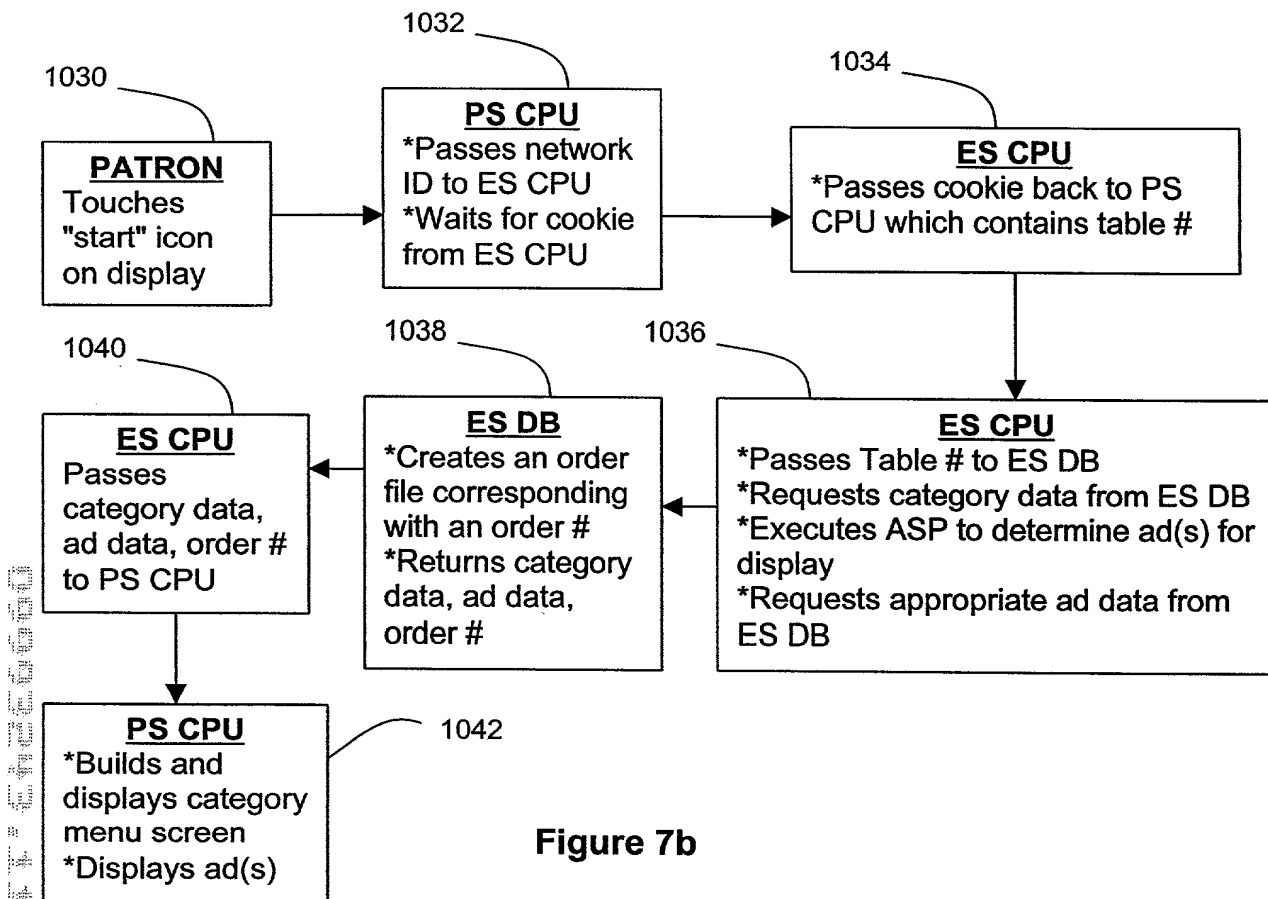 1030
PATRON
Touches
"start" icon
on display
1032
PS CPU
*Passes network
ID to ES CPU
*Waits for cookie
from ES CPU
1034
ES CPU
*Passes cookie back to PS
CPU which contains table #
1036
ES CPU
*Passes Table # to ES DB
*Requests category data from ES DB
*Executes ASP to determine ad(s) for
display
*Requests appropriate ad data from
ES DB
1038
ES DB
*Creates an order
file corresponding
with an order #
*Returns category
data, ad data,
order #
1040
ES CPU
Passes
category data,
ad data, order #
to PS CPU
1042
PS CPU
*Builds and
displays category
menu screen
*Displays ad(s)
Figure 7b